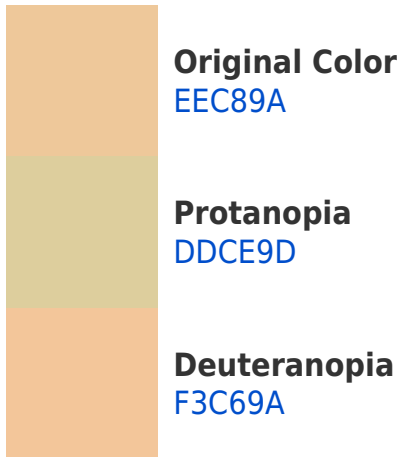 Original Color
EEC89A
Protanopia
DDCE9D
Deuteranopia
F3C69A